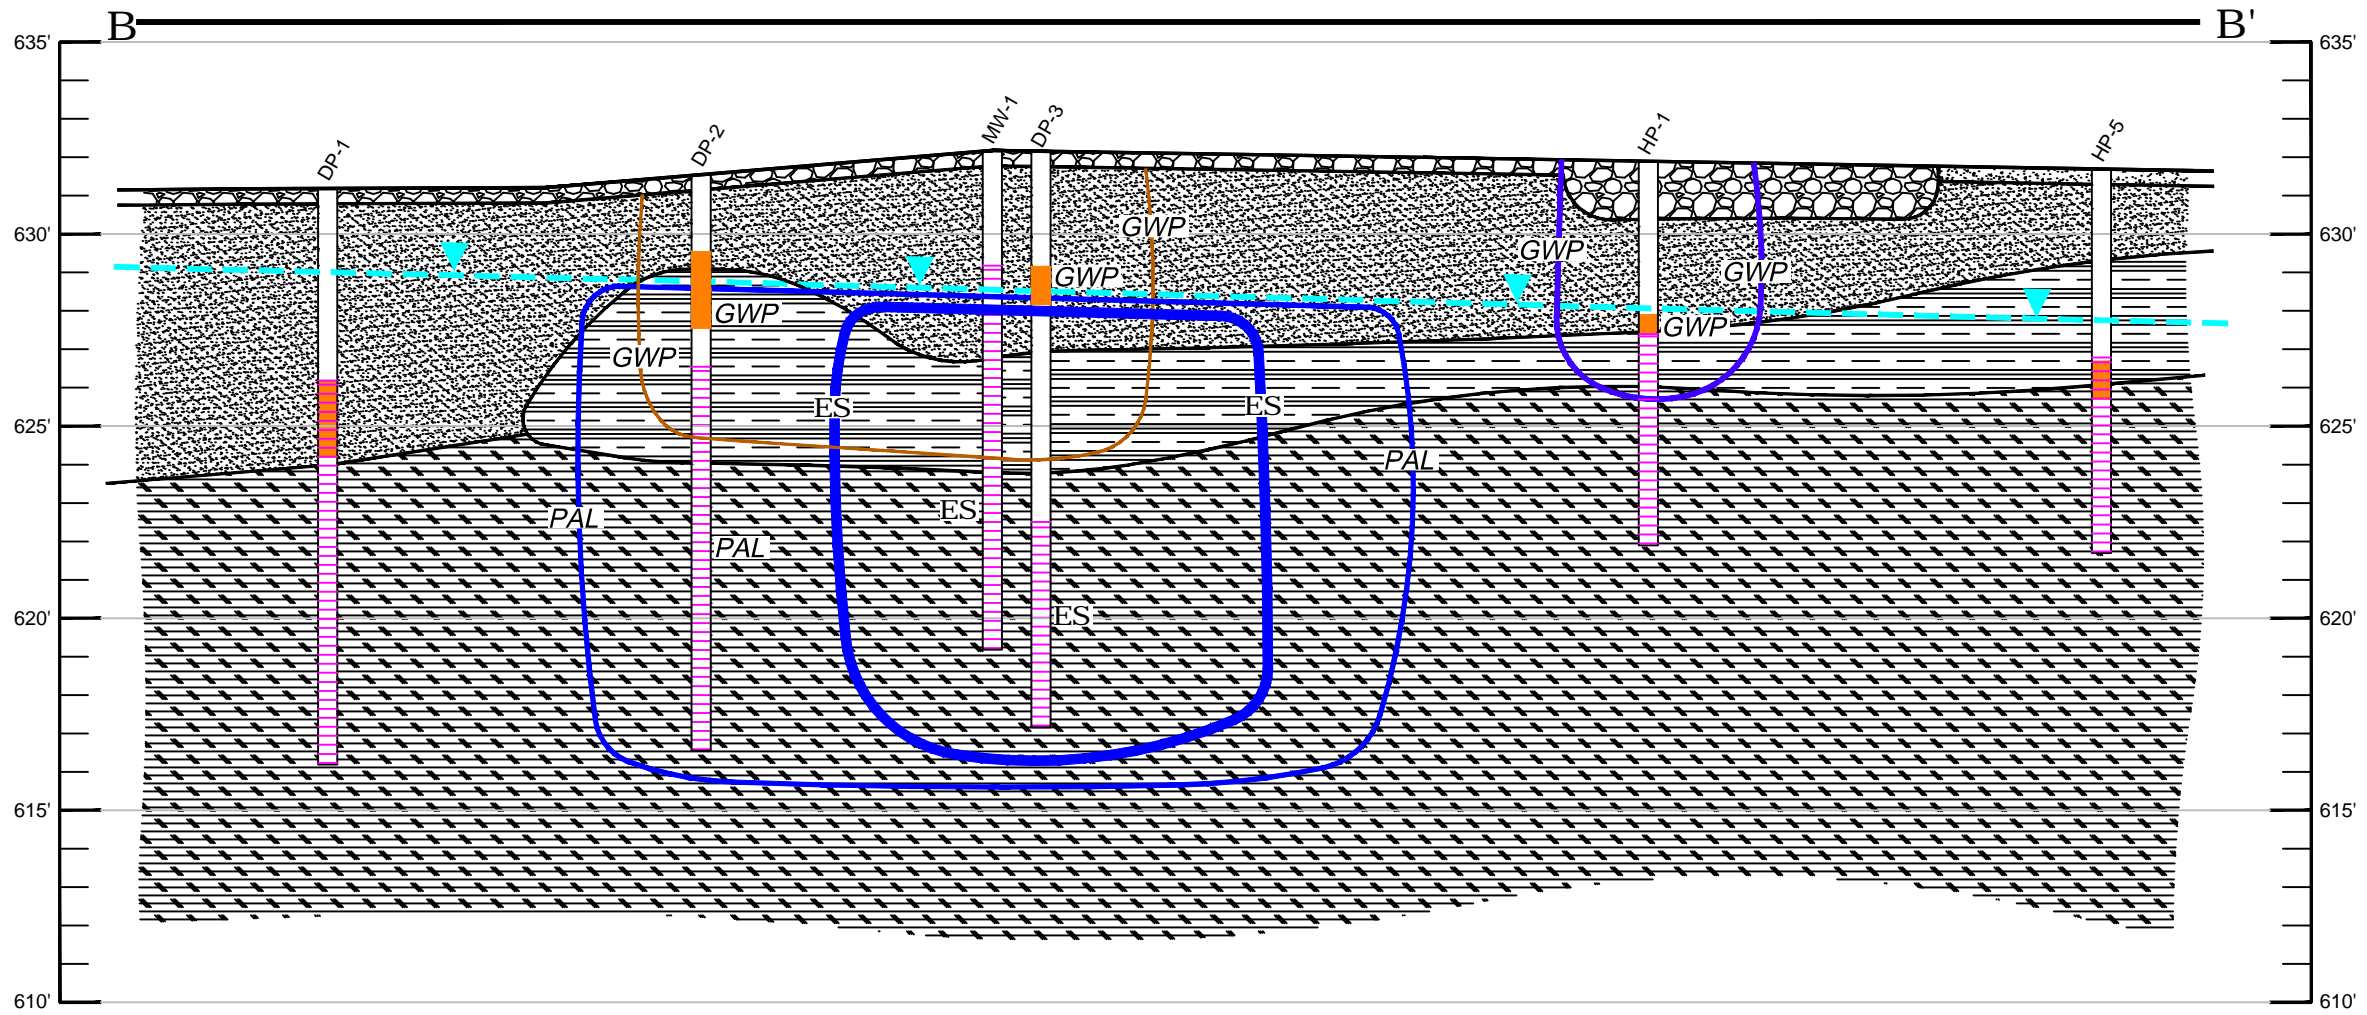 B B'
635' 635'
DP-1
DP-2
MW-1
DP-3
HP-1
HP-5
630' 630'
GWP
GWP
GWP
GWP
GWP
GWP
GWP
625' 625'
ES
ES
PAL
PAL
ES
PAL
620' 620'
ES
615' 615'
610' 610'